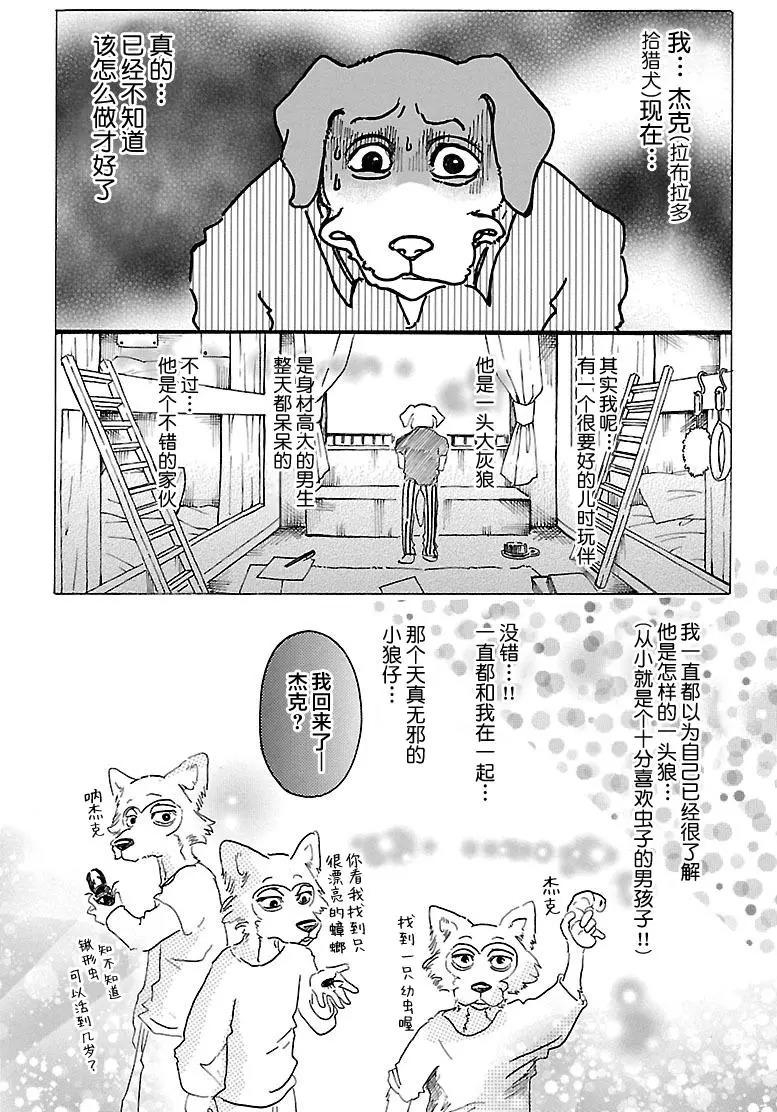 我…杰克(拉布拉多
拾猎犬)现在…
真的…
已经不知道
该怎么做才好了
其实我呢…
有一个很要好的儿时玩伴
他是一头大灰狼
是身材高大的男生
整天都呆呆的
不过…
他是个不错的家伙
我一直都以为自己已经很了解
他是怎样的一头狼…
(从小就是个十分喜欢虫子的男孩子!!)
没错…!!
一直都和我在一起…
那个天真无邪的
小狼仔…
我回来了—
杰克?
杰克
找到一只幼虫喔
你看我找到只
很漂亮的蟑螂
呐杰克
知不知道
锹形虫
可以活到几岁?